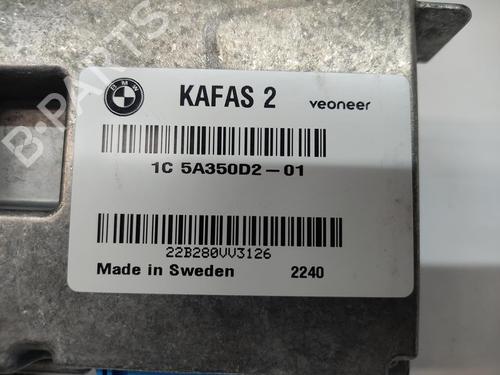 BMW
KAFAS 2
veoneer
1C 5A350D2-01
22B280VV3126
Made in Sweden 2240
B-PARTS